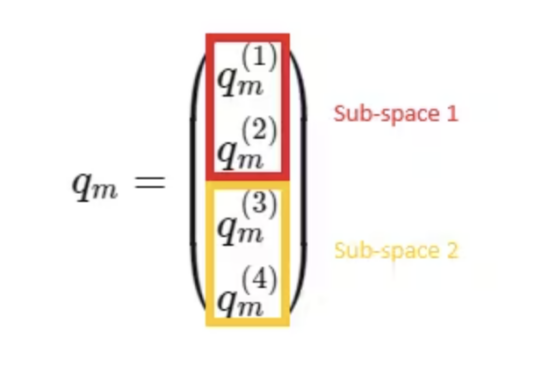 q_m^{(1)}
Sub-space 1
q_m^{(2)}
q_m =
q_m^{(3)}
Sub-space 2
q_m^{(4)}